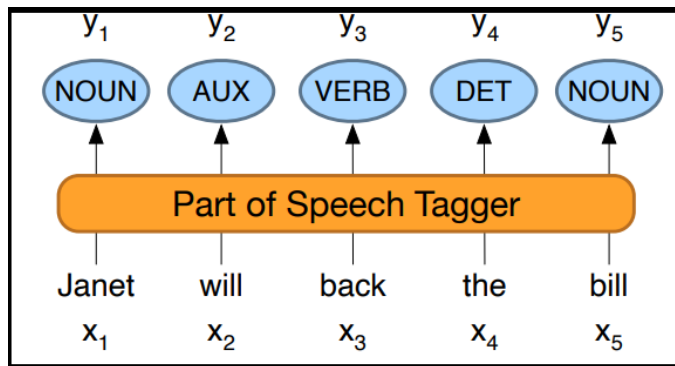 y₁ y₂ y₃ y₄ y₅
NOUN AUX VERB DET NOUN
Part of Speech Tagger
Janet will back the bill
x₁ x₂ x₃ x₄ x₅